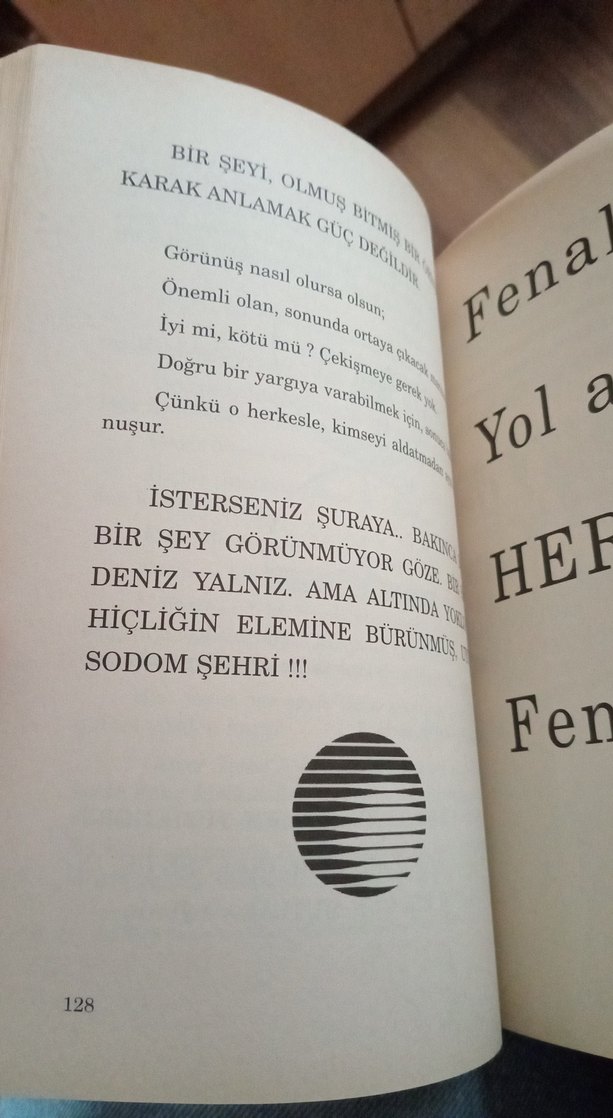 BİR ŞEYİ, OLMUŞ BİTMİŞ BİR
KARAK ANLAMAK GÜÇ DEĞİLDİR.
Görünüş nasıl olursa olsun;
Önemli olan, sonunda ortaya çıkacak
İyi mi, kötü mü ? Çekişmeye gerek yok.
Doğru bir yargıya varabilmek için,
Çünkü o herkesle, kimseyi aldatmadan
nuşur.
İSTERSENİZ ŞURAYA.. BAKINCA
BİR ŞEY GÖRÜNMÜYOR GÖZE. BIR
DENİZ YALNIZ. AMA ALTINDA
HİÇLİĞİN ELEMİNE BÜRÜNMÜŞ,
SODOM ŞEHRİ !!!
128
Yol